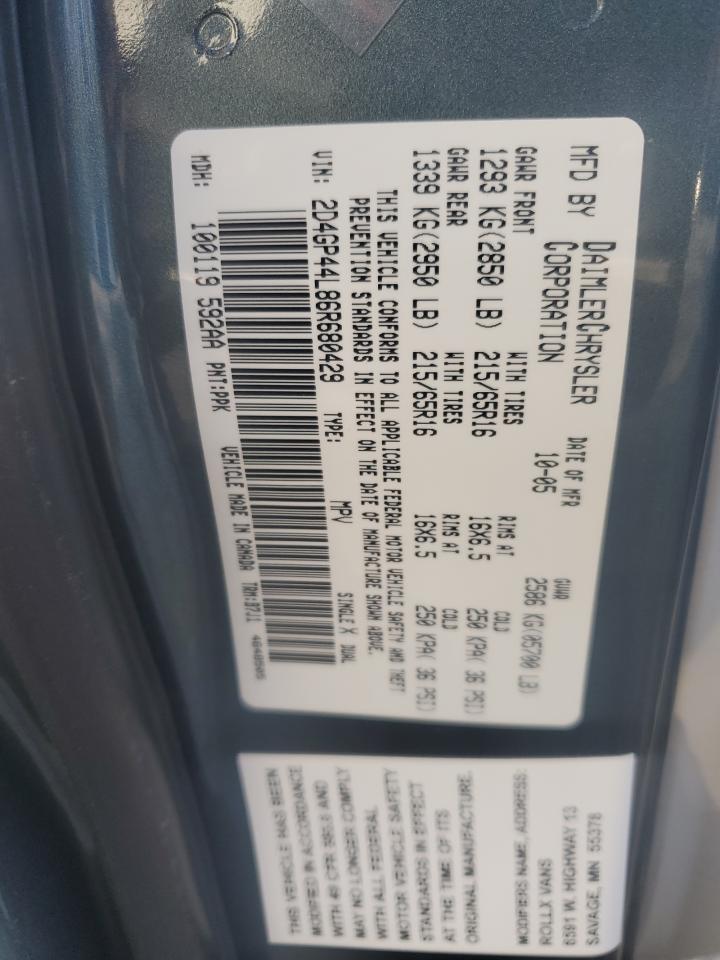 MFD BY DAIMLERCHRYSLER CORPORATION
DATE OF MFR 10-05
GVWR 2586 KG(05700 LB)
GAWR FRONT WITH TIRES RIMS AT COLD
1293 KG(2850 LB) 215/65R16 16X6.5 250 KPA( 36 PSI)
GAWR REAR WITH TIRES RIMS AT COLD
1339 KG(2950 LB) 215/65R16 16X6.5 250 KPA( 36 PSI)
THIS VEHICLE CONFORMS TO ALL APPLICABLE FEDERAL MOTOR VEHICLE SAFETY AND THEFT
PREVENTION STANDARDS IN EFFECT ON THE DATE OF MANUFACTURE SHOWN ABOVE.
VIN: 2D4GP44L86R680429 TYPE: MPV SINGLE X DUAL
MDH: 100119 592AA PNT:PPK VEHICLE MADE IN CANADA
THIS VEHICLE HAS BEEN
MODIFIED IN ACCORDANCE
WITH 49 CFR 595.6 AND
MAY NO LONGER COMPLY
WITH ALL FEDERAL
MOTOR VEHICLE SAFETY
STANDARDS IN EFFECT
AT THE TIME OF ITS
ORIGINAL MANUFACTURE.
MODIFIERS NAME, ADDRESS:
ROLLX VANS
6591 W. HIGHWAY 13
SAVAGE, MN 55378